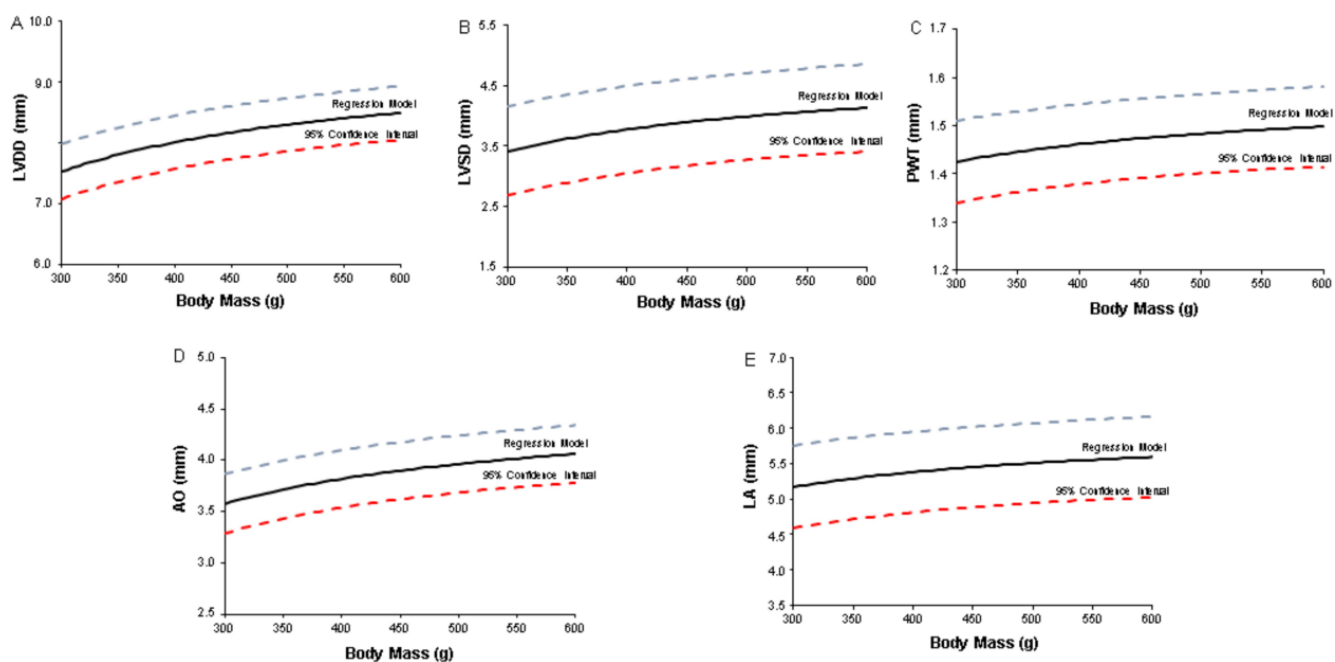 A
10.0
9.0
7.0
6.0
LVDD (mm)
Regression Model
95% Confidence Interval
300 350 400 450 500 550 600
Body Mass (g)
B
5.5
4.5
3.5
2.5
1.5
LVSD (mm)
Regression Model
95% Confidence Interval
300 350 400 450 500 550 600
Body Mass (g)
C
1.7
1.6
1.5
1.4
1.3
1.2
PWT (mm)
Regression Model
95% Confidence Interval
300 350 400 450 500 550 600
Body Mass (g)
D
5.0
4.5
4.0
3.5
3.0
2.5
AO (mm)
Regression Model
95% Confidence Interval
300 350 400 450 500 550 600
Body Mass (g)
E
7.0
6.5
6.0
5.5
5.0
4.5
4.0
3.5
LA (mm)
Regression Model
95% Confidence Interval
300 350 400 450 500 550 600
Body Mass (g)